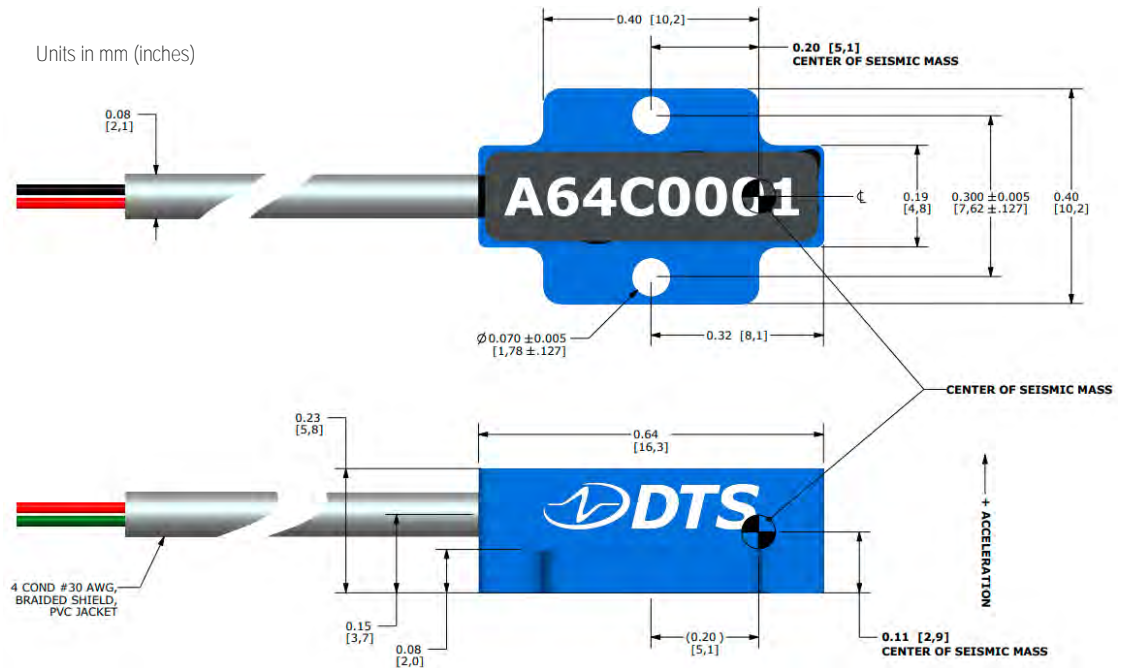 Units in mm (inches)
0.40 [10,2]
0.20 [5,1]
CENTER OF SEISMIC MASS
0.08
[2,1]
A64C0001
℄
0.19
[4,8]
0.300 ±0.005
[7,62 ±.127]
0.40
[10,2]
Ø0.070 ±0.005
[1,78 ±.127]
0.32 [8,1]
CENTER OF SEISMIC MASS
0.23
[5,8]
0.64
[16,3]
DTS
+ ACCELERATION
4 COND #30 AWG,
BRAIDED SHIELD,
PVC JACKET
0.15
[3,7]
0.08
[2,0]
(0.20 )
[5,1]
0.11 [2,9]
CENTER OF SEISMIC MASS